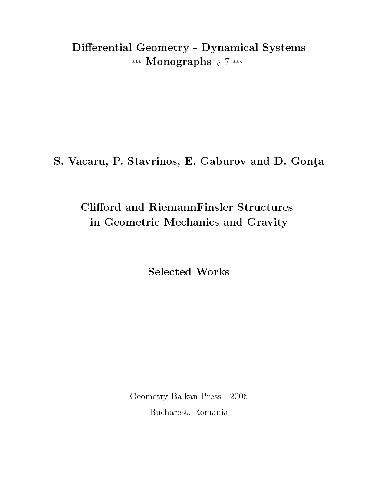 Differential Geometry - Dynamical Systems
*** Monographs # 7 ***
S. Vacaru, P. Stavrinos, E. Gaburov and D. Gonţa
Clifford and RiemannFinsler Structures
in Geometric Mechanics and Gravity
Selected Works
Geometry Balkan Press -
Bucharest, Romania